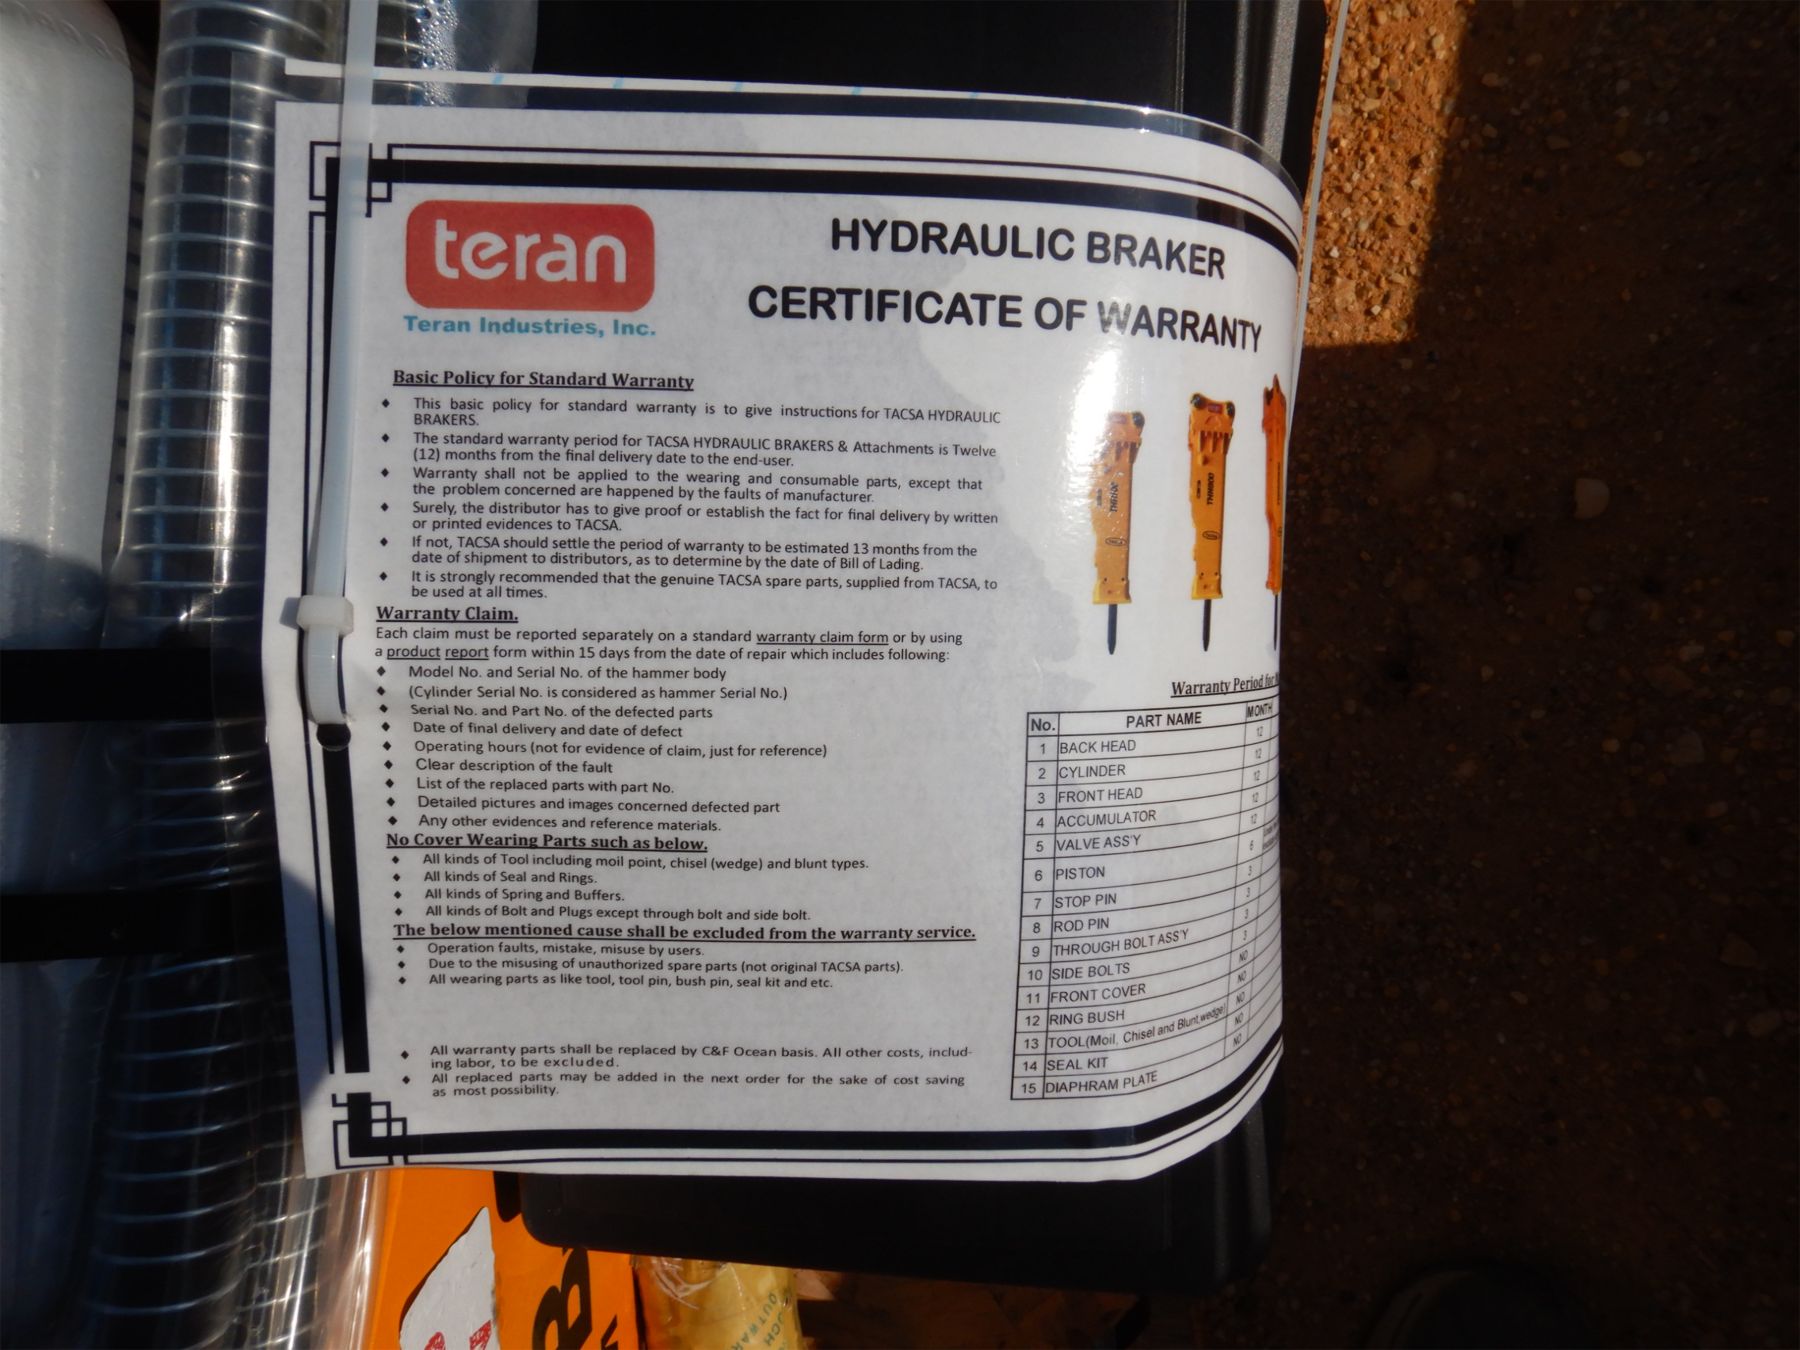 teran
Teran Industries, Inc.
HYDRAULIC BRAKER
CERTIFICATE OF WARRANTY
Basic Policy for Standard Warranty
This basic policy for standard warranty is to give instructions for TACSA HYDRAULIC
BRAKERS.
The standard warranty period for TACSA HYDRAULIC BRAKERS & Attachments is Twelve
(12) months from the final delivery date to the end-user.
Warranty shall not be applied to the wearing and consumable parts, except that
the problem concerned are happened by the faults of manufacturer.
Surely, the distributor has to give proof or establish the fact for final delivery by written
or printed evidences to TACSA.
If not, TACSA should settle the period of warranty to be estimated 13 months from the
date of shipment to distributors, as to determine by the date of Bill of Lading.
It is strongly recommended that the genuine TACSA spare parts, supplied from TACSA, to
be used at all times.
Warranty Claim.
Each claim must be reported separately on a standard warranty claim form or by using
a product report form within 15 days from the date of repair which includes following:
Model No. and Serial No. of the hammer body
(Cylinder Serial No. is considered as hammer Serial No.)
Serial No. and Part No. of the defected parts
Date of final delivery and date of defect
Operating hours (not for evidence of claim, just for reference)
Clear description of the fault
List of the replaced parts with part No.
Detailed pictures and images concerned defected part
Any other evidences and reference materials.
No Cover Wearing Parts such as below.
All kinds of Tool including moil point, chisel (wedge) and blunt types.
All kinds of Seal and Rings.
All kinds of Spring and Buffers.
All kinds of Bolt and Plugs except through bolt and side bolt.
The below mentioned cause shall be excluded from the warranty service.
Operation faults, mistake, misuse by users.
Due to the misusing of unauthorized spare parts (not original TACSA parts).
All wearing parts as like tool, tool pin, bush pin, seal kit and etc.
All warranty parts shall be replaced by C&F Ocean basis. All other costs, includ-
ing labor, to be excluded.
All replaced parts may be added in the next order for the sake of cost saving
as most possibility.
Warranty Period for
No. PART NAME MONTH
1 BACK HEAD 12
2 CYLINDER 12
3 FRONT HEAD 12
4 ACCUMULATOR 12
5 VALVE ASS'Y 12
6 PISTON 6
7 STOP PIN 3
8 ROD PIN 3
9 THROUGH BOLT ASS'Y 3
10 SIDE BOLTS 3
11 FRONT COVER NO
12 RING BUSH NO
13 TOOL(Moil, Chisel and Blunt,wedge) NO
14 SEAL KIT NO
15 DIAPHRAM PLATE NO